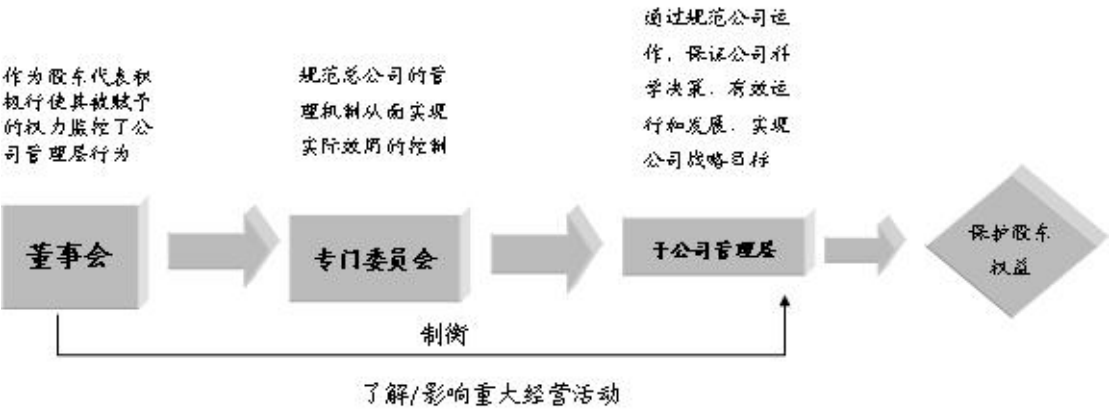 作为股东代表积
极行使其被赋予
的权力监控了公
司管理层行为
规范总公司的管
理机制从而实现
实际效用的控制
通过规范公司运
作，保证公司科
学决策．有效运
行和发展．实现
公司战略目标
董事会
专门委员会
子公司管理层
保护股东
权益
制衡
了解/影响重大经营活动